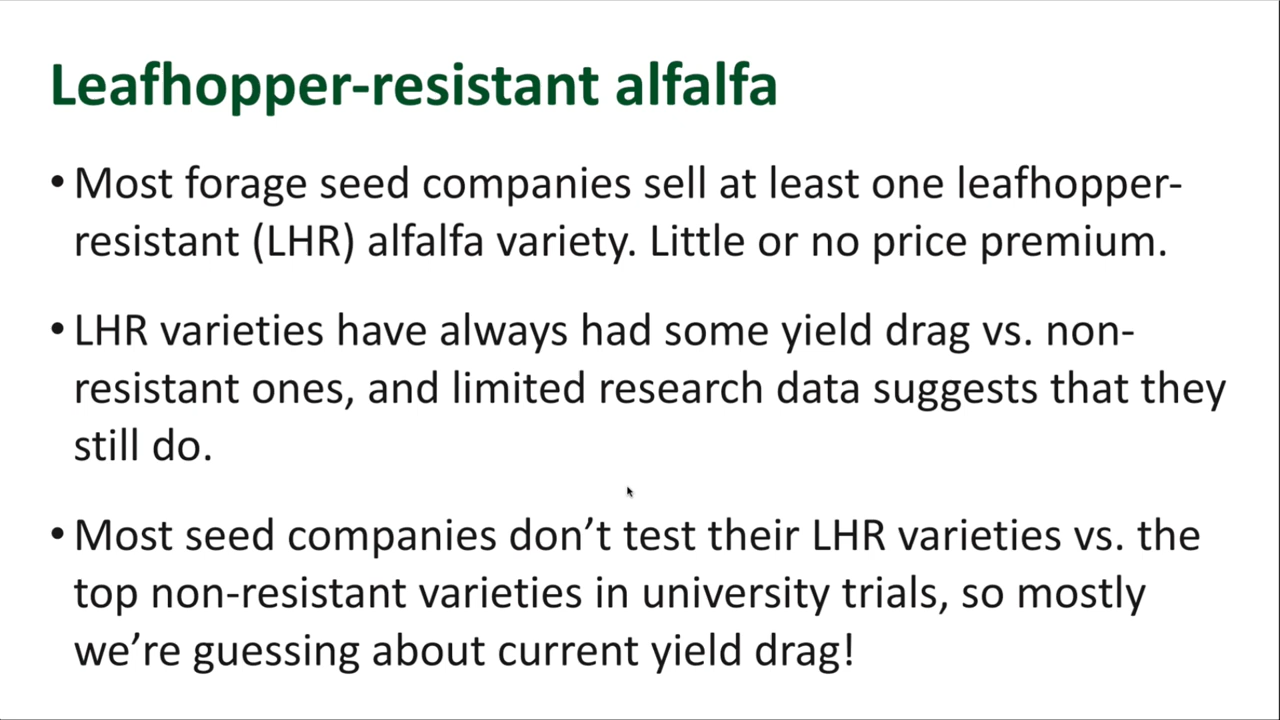 Leafhopper-resistant alfalfa
• Most forage seed companies sell at least one leafhopper-
resistant (LHR) alfalfa variety. Little or no price premium.
• LHR varieties have always had some yield drag vs. non-
resistant ones, and limited research data suggests that they
still do.
• Most seed companies don’t test their LHR varieties vs. the
top non-resistant varieties in university trials, so mostly
we’re guessing about current yield drag!